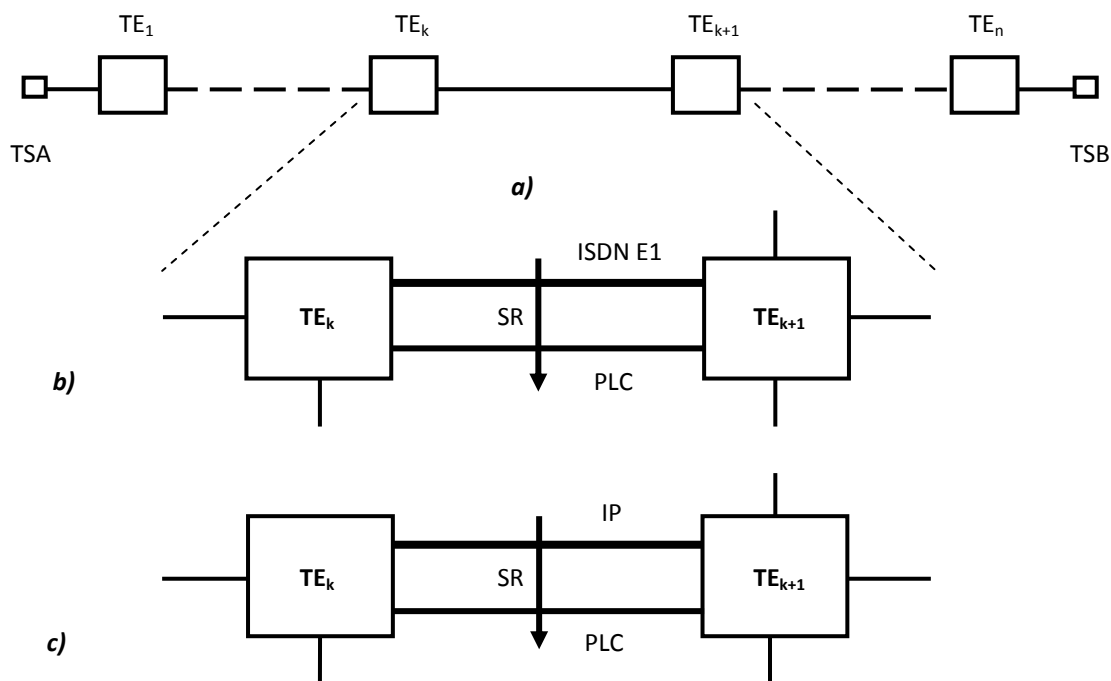 TE₁ TEₖ TEₖ₊₁ TEₙ
TSA TSB
a)
ISDN E1
TEₖ SR TEₖ₊₁
b) PLC
IP
TEₖ SR TEₖ₊₁
c) PLC